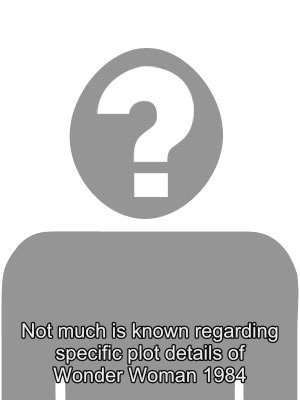 ?
Not much is known regarding
specific plot details of
Wonder Woman 1984